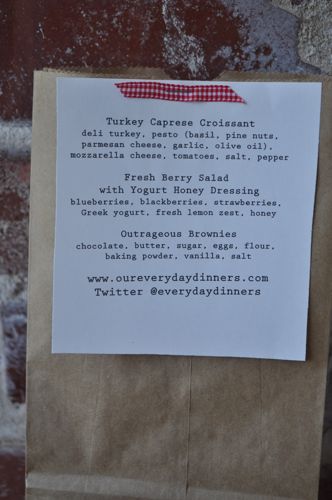 Turkey Caprese Croissant
deli turkey, pesto (basil, pine nuts,
parmesan cheese, garlic, olive oil),
mozzarella cheese, tomatoes, salt, pepper
Fresh Berry Salad
with Yogurt Honey Dressing
blueberries, blackberries, strawberries,
Greek yogurt, fresh lemon zest, honey
Outrageous Brownies
chocolate, butter, sugar, eggs, flour,
baking powder, vanilla, salt
www.oureverydaydinners.com
Twitter @everydaydinners